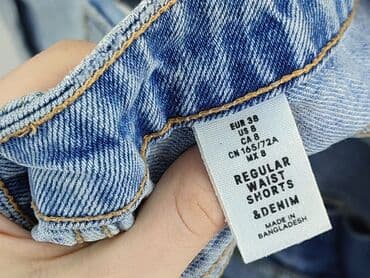 EUR 38
US 8
CA 8
CN 165/72A
MX 8
REGULAR
WAIST
SHORTS
&DENIM
MADE IN
BANGLADESH